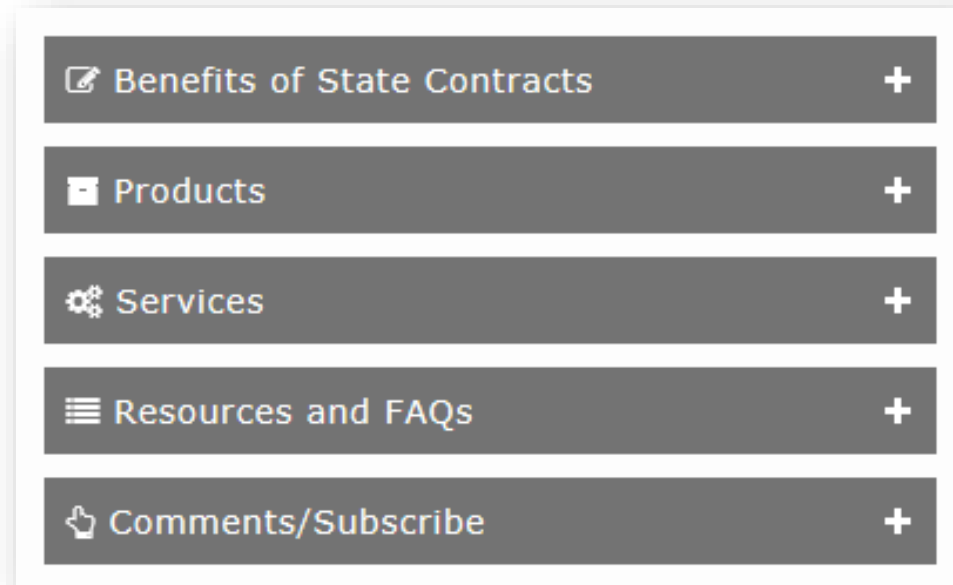 Benefits of State Contracts
Products
Services
Resources and FAQs
Comments/Subscribe